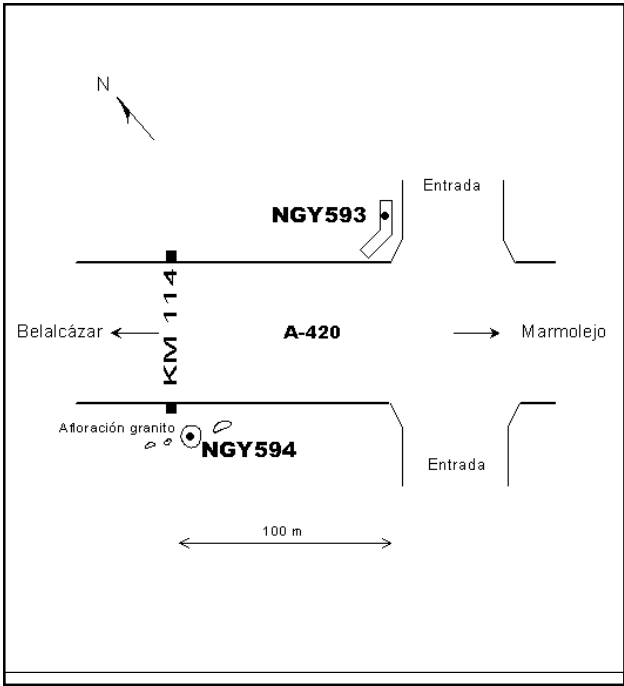 N
Entrada
NGY593
KM 114
Belalcázar
A-420
Marmolejo
Afloración granito
NGY594
Entrada
100 m